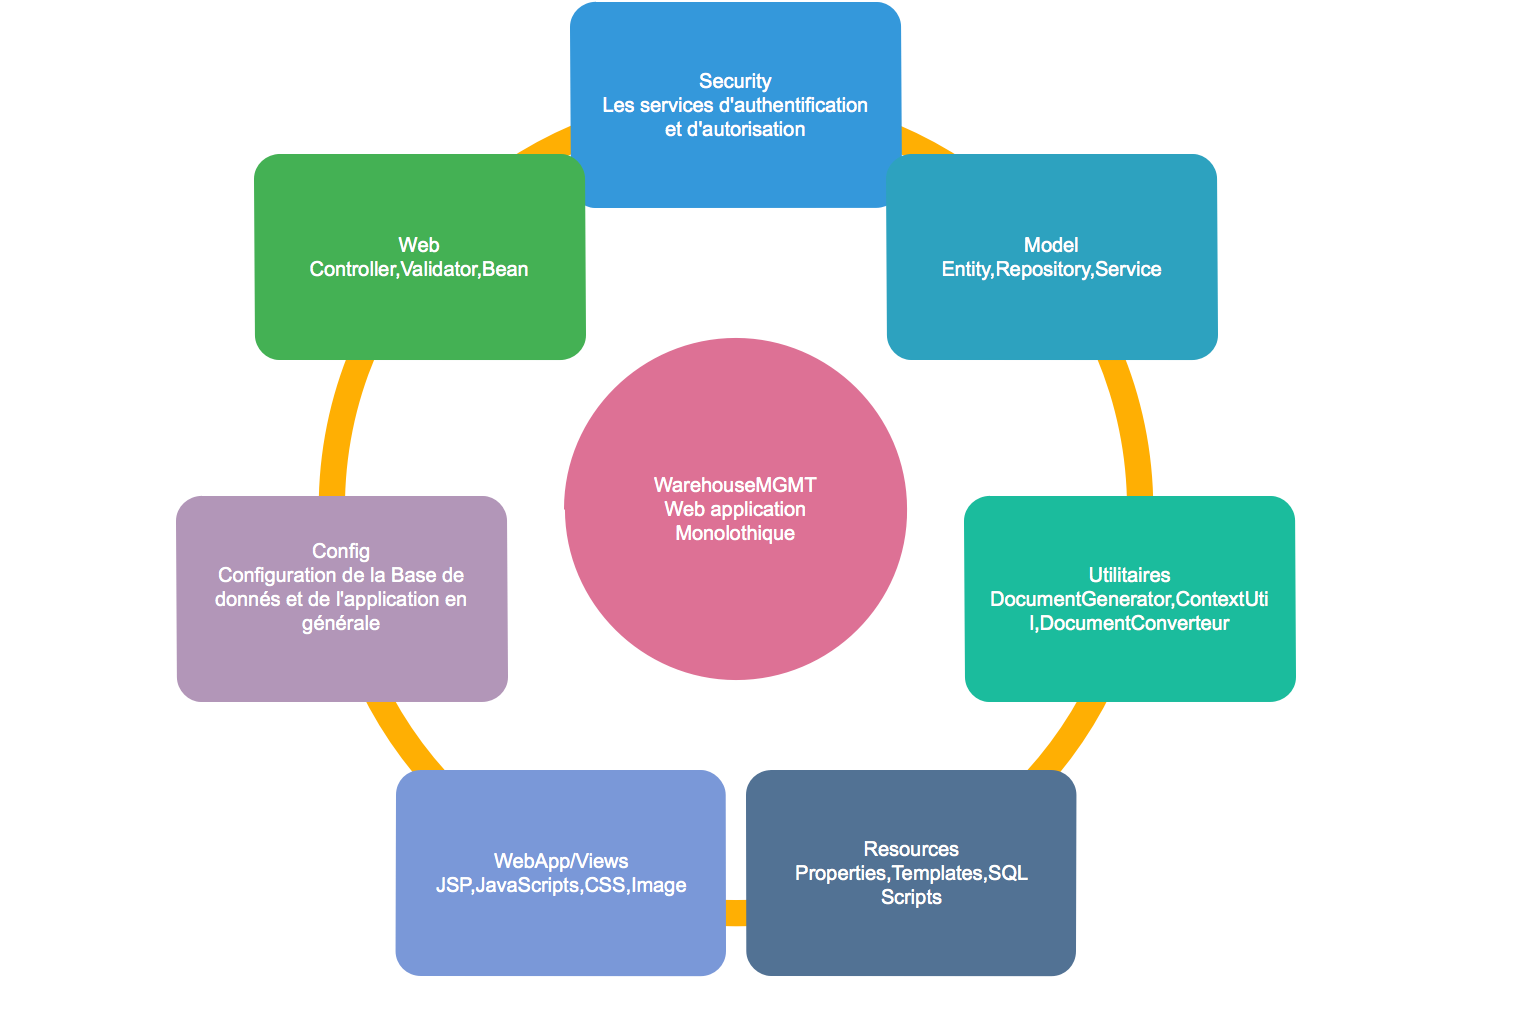 Security
Les services d'authentification
et d'autorisation
Web
Controller,Validator,Bean
Model
Entity,Repository,Service
WarehouseMGMT
Web application
Monolothique
Config
Configuration de la Base de
donnés et de l'application en
générale
Utilitaires
DocumentGenerator,ContextUti
l,DocumentConverteur
WebApp/Views
JSP,JavaScripts,CSS,Image
Resources
Properties,Templates,SQL
Scripts